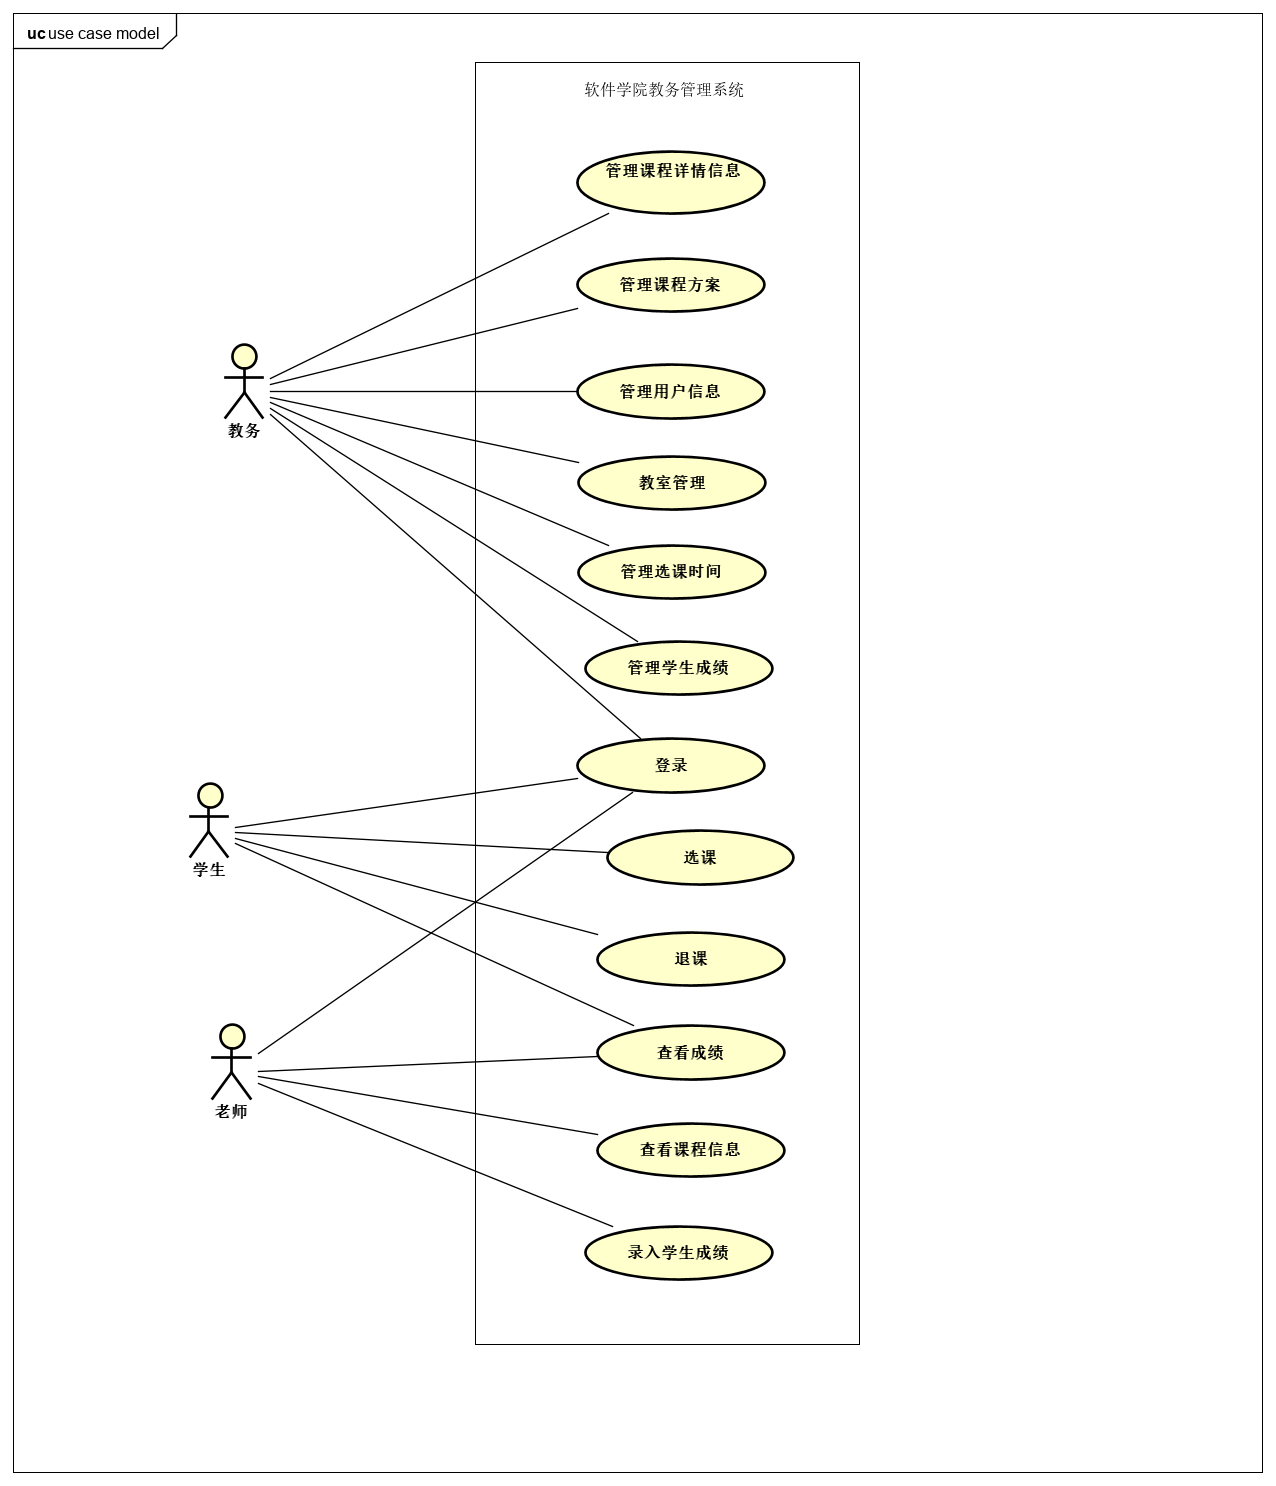 uc use case model
软件学院教务管理系统
管理课程详情信息
管理课程方案
管理用户信息
教务
教室管理
管理选课时间
管理学生成绩
登录
选课
学生
退课
查看成绩
老师
查看课程信息
录入学生成绩